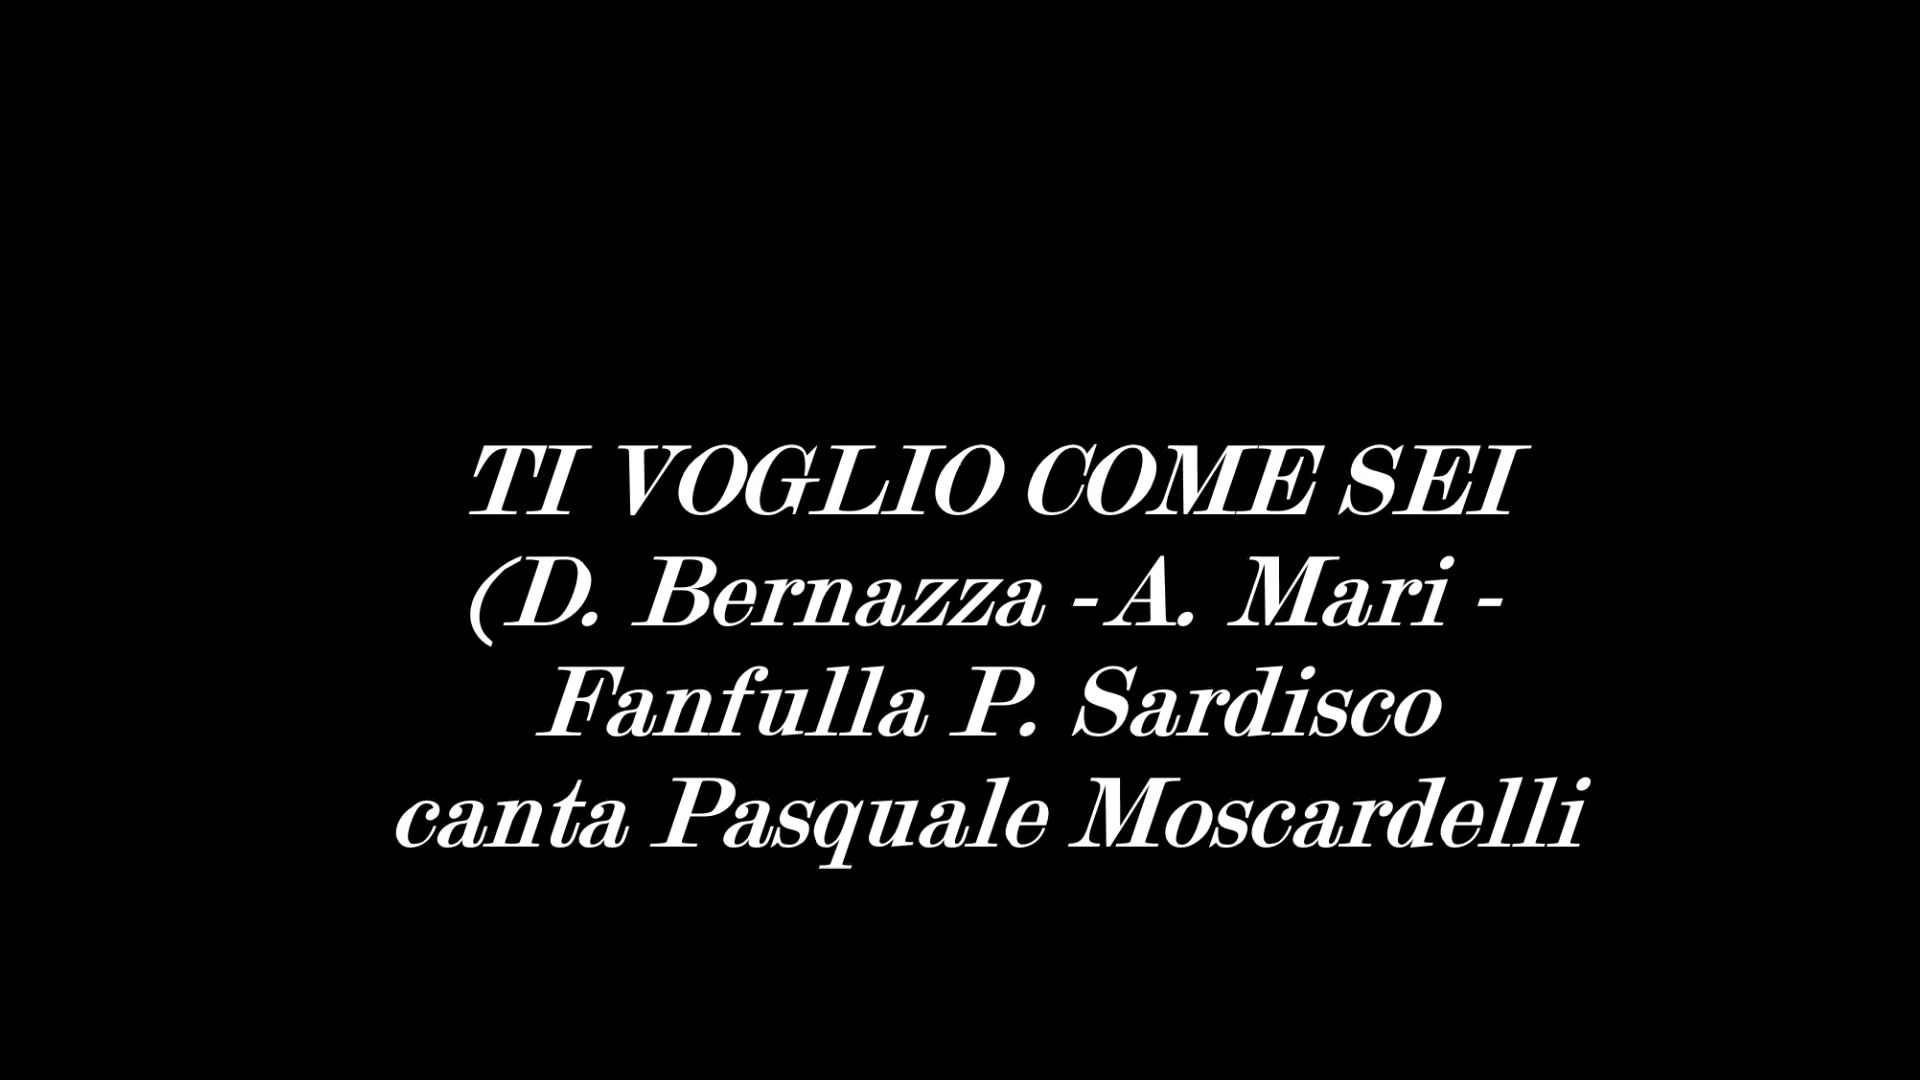 TI VOGLIO COME SEI
(D. Bernazza - A. Mari -
Fanfulla P. Sardisco
canta Pasquale Moscardelli